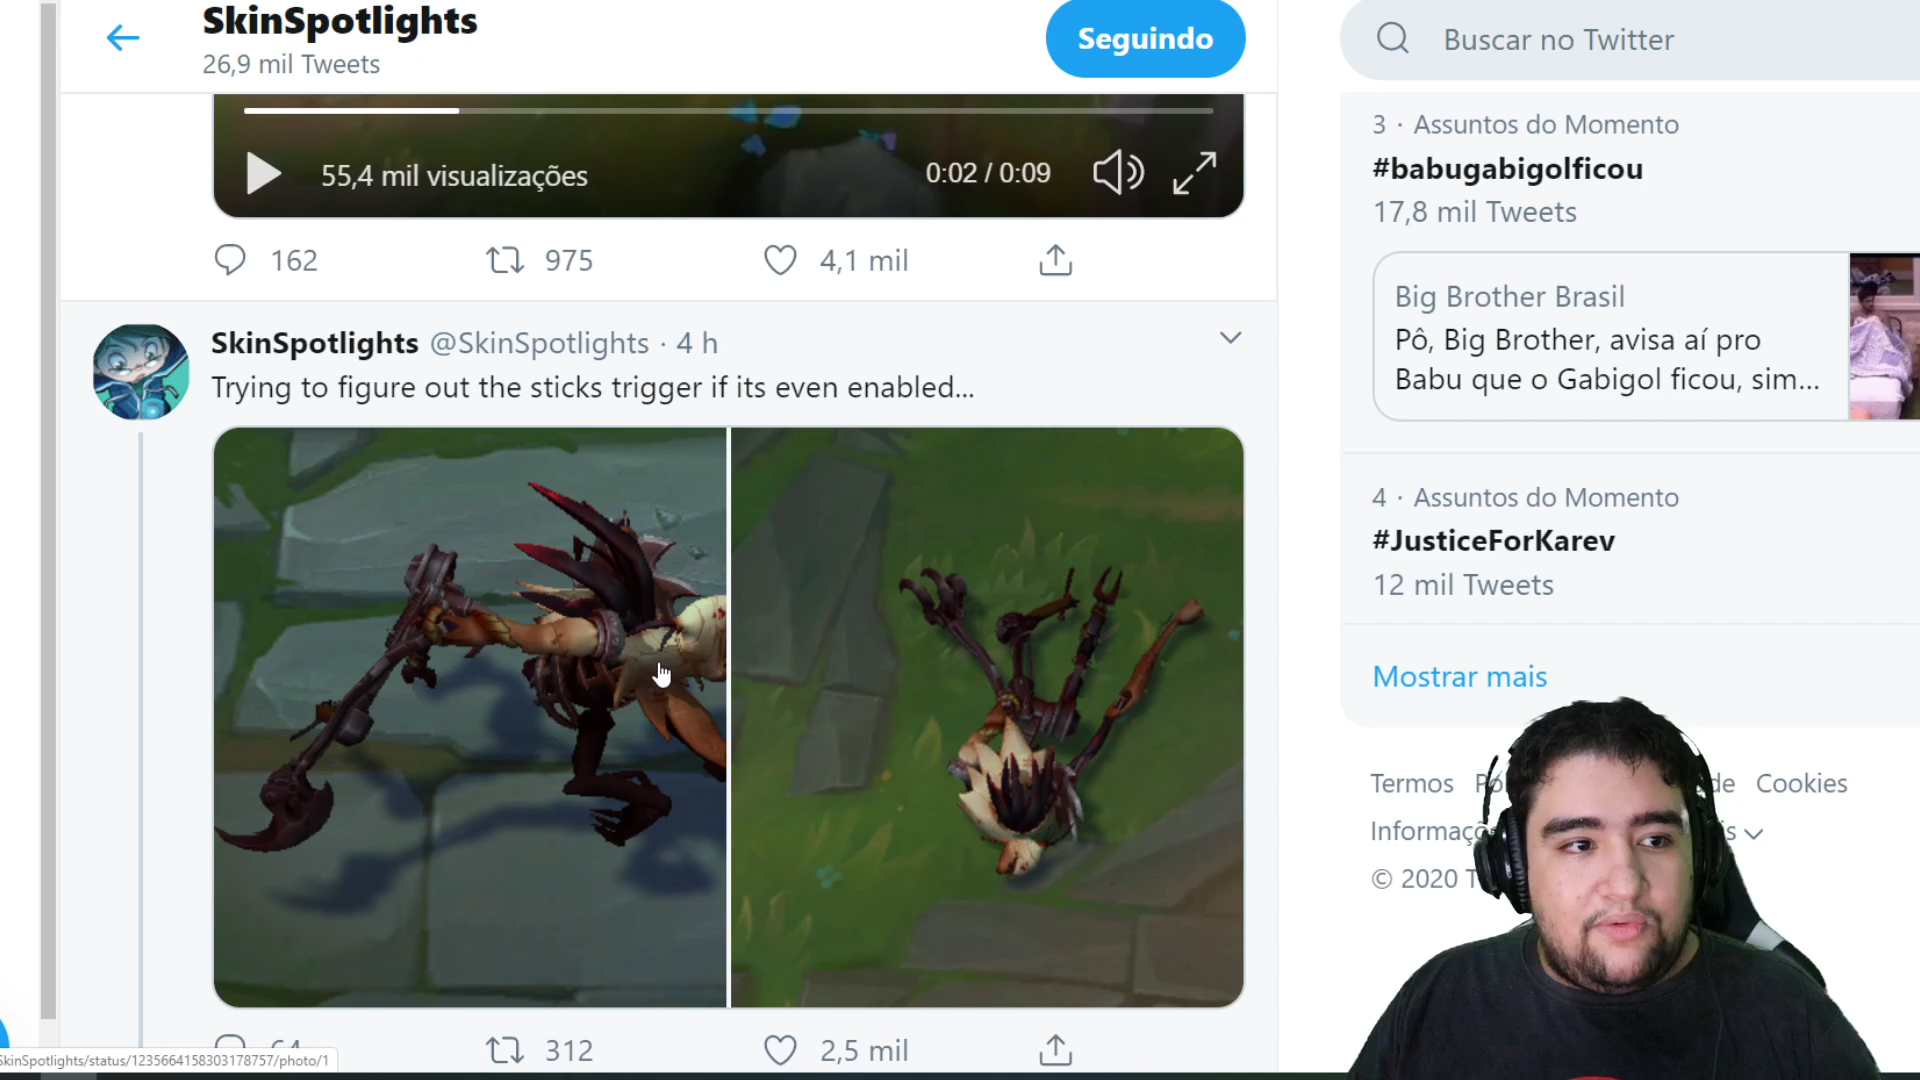 SkinSpotlights
26,9 mil Tweets
Seguindo
Buscar no Twitter
55,4 mil visualizações
0:02 / 0:09
162
975
4,1 mil
SkinSpotlights @SkinSpotlights · 4 h
Trying to figure out the sticks trigger if its even enabled...
64
312
2,5 mil
SkinSpotlights/status/1235664158303178757/photo/1
3 · Assuntos do Momento
#babugabigolficou
17,8 mil Tweets
Big Brother Brasil
Pô, Big Brother, avisa aí pro
Babu que o Gabigol ficou, sim...
4 · Assuntos do Momento
#JusticeForKarev
12 mil Tweets
Mostrar mais
Termos
Cookies
© 2020